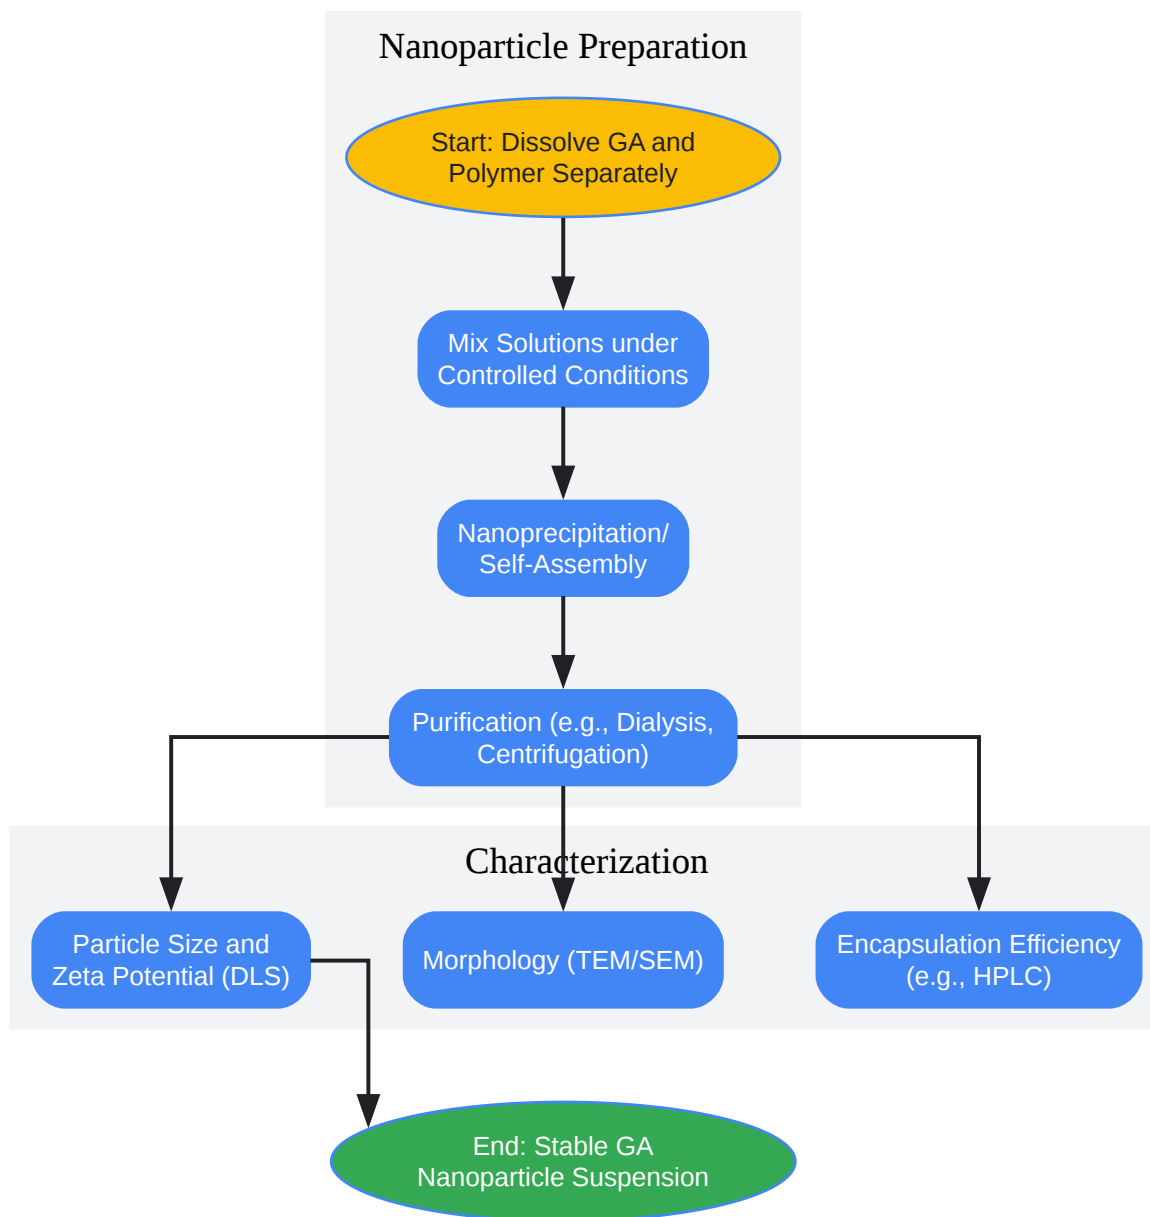 Nanoparticle Preparation
Start: Dissolve GA and
Polymer Separately
Mix Solutions under
Controlled Conditions
Nanoprecipitation/
Self-Assembly
Purification (e.g., Dialysis,
Centrifugation)
Characterization
Particle Size and
Zeta Potential (DLS)
Morphology (TEM/SEM)
Encapsulation Efficiency
(e.g., HPLC)
End: Stable GA
Nanoparticle Suspension